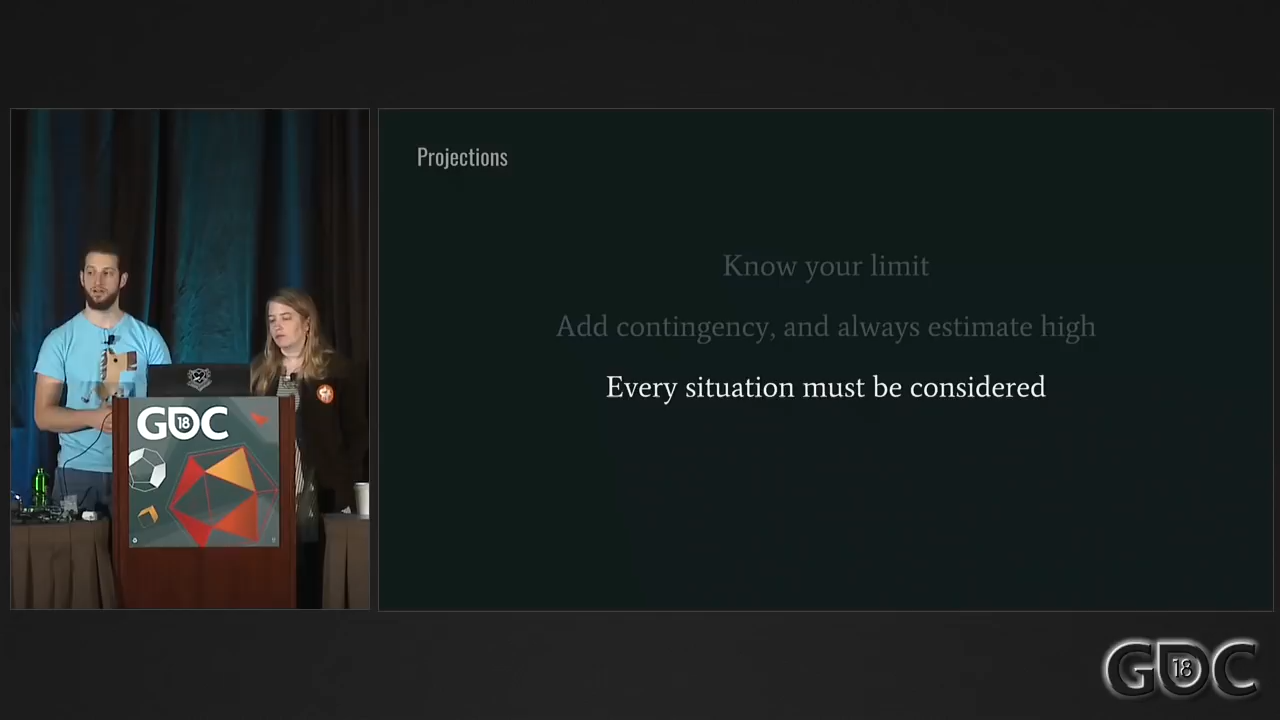 Projections
Know your limit
Add contingency, and always estimate high
Every situation must be considered
GDC
18
GDC
18